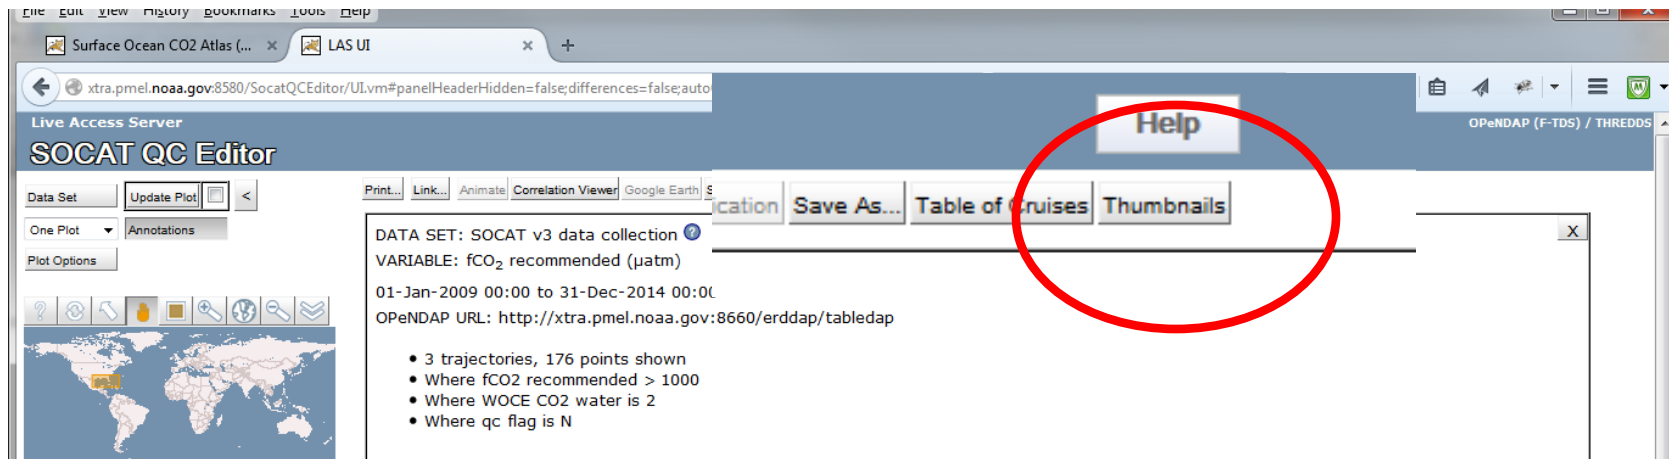 File Edit View History Bookmarks Tools Help
Surface Ocean CO2 Atlas (... × LAS UI × +
xtra.pmel.noaa.gov:8580/SocatQCEditor/UI.vm#panelHeaderHidden=false;differences=false;auto
Live Access Server
Help
OPeNDAP (F-TDS) / THREDDS
SOCAT QC Editor
Data Set Update Plot <
Print... Link... Animate Correlation Viewer Google Earth S
ication Save As... Table of Cruises Thumbnails
One Plot Annotations
Plot Options
X
DATA SET: SOCAT v3 data collection ?
VARIABLE: fCO₂ recommended (µatm)
01-Jan-2009 00:00 to 31-Dec-2014 00:0
OPeNDAP URL: http://xtra.pmel.noaa.gov:8660/erddap/tabledap
• 3 trajectories, 176 points shown
• Where fCO2 recommended > 1000
• Where WOCE CO2 water is 2
• Where qc flag is N